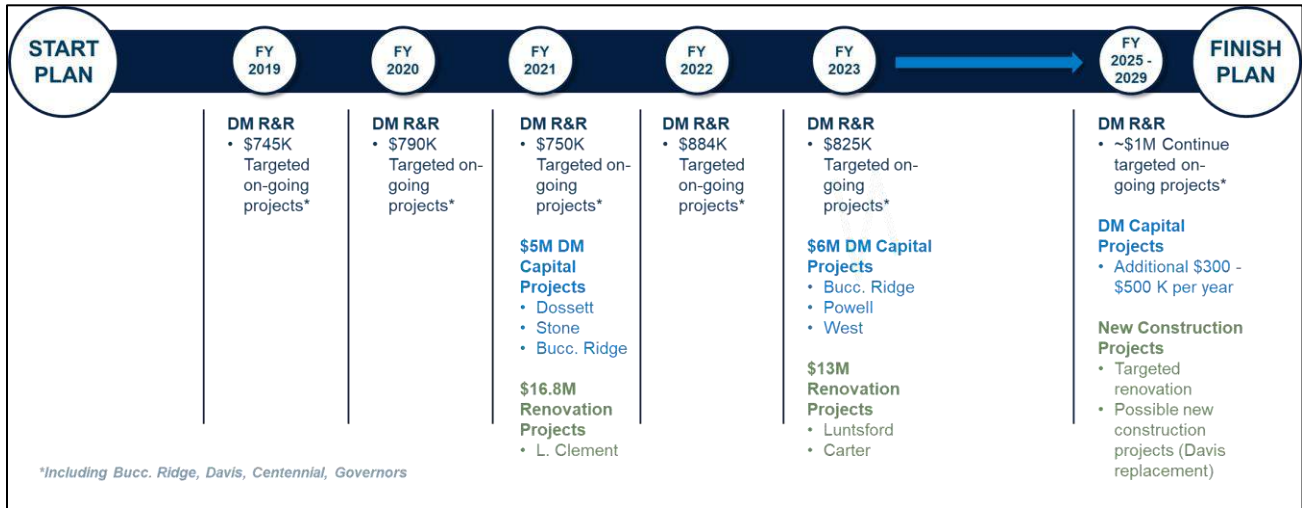 START
PLAN
FY
2019
FY
2020
FY
2021
FY
2022
FY
2023
FY
2025 -
2029
FINISH
PLAN
DM R&R
• $745K
Targeted
on-going
projects*
DM R&R
• $790K
Targeted on-
going
projects*
DM R&R
• $750K
Targeted on-
going
projects*
$5M DM
Capital
Projects
• Dossett
• Stone
• Bucc. Ridge
$16.8M
Renovation
Projects
• L. Clement
DM R&R
• $884K
Targeted on-
going
projects*
DM R&R
• $825K
Targeted on-
going
projects*
$6M DM Capital
Projects
• Bucc. Ridge
• Powell
• West
$13M
Renovation
Projects
• Luntsford
• Carter
DM R&R
• ~$1M Continue
targeted on-
going projects*
DM Capital
Projects
• Additional $300 -
$500 K per year
New Construction
Projects
• Targeted
renovation
• Possible new
construction
projects (Davis
replacement)
*Including Bucc. Ridge, Davis, Centennial, Governors